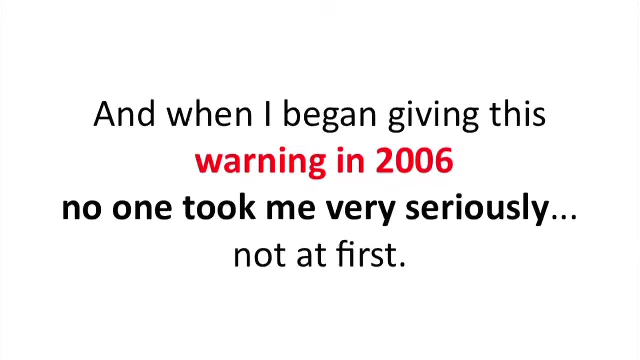 And when I began giving this
warning in 2006
no one took me very seriously...
not at first.